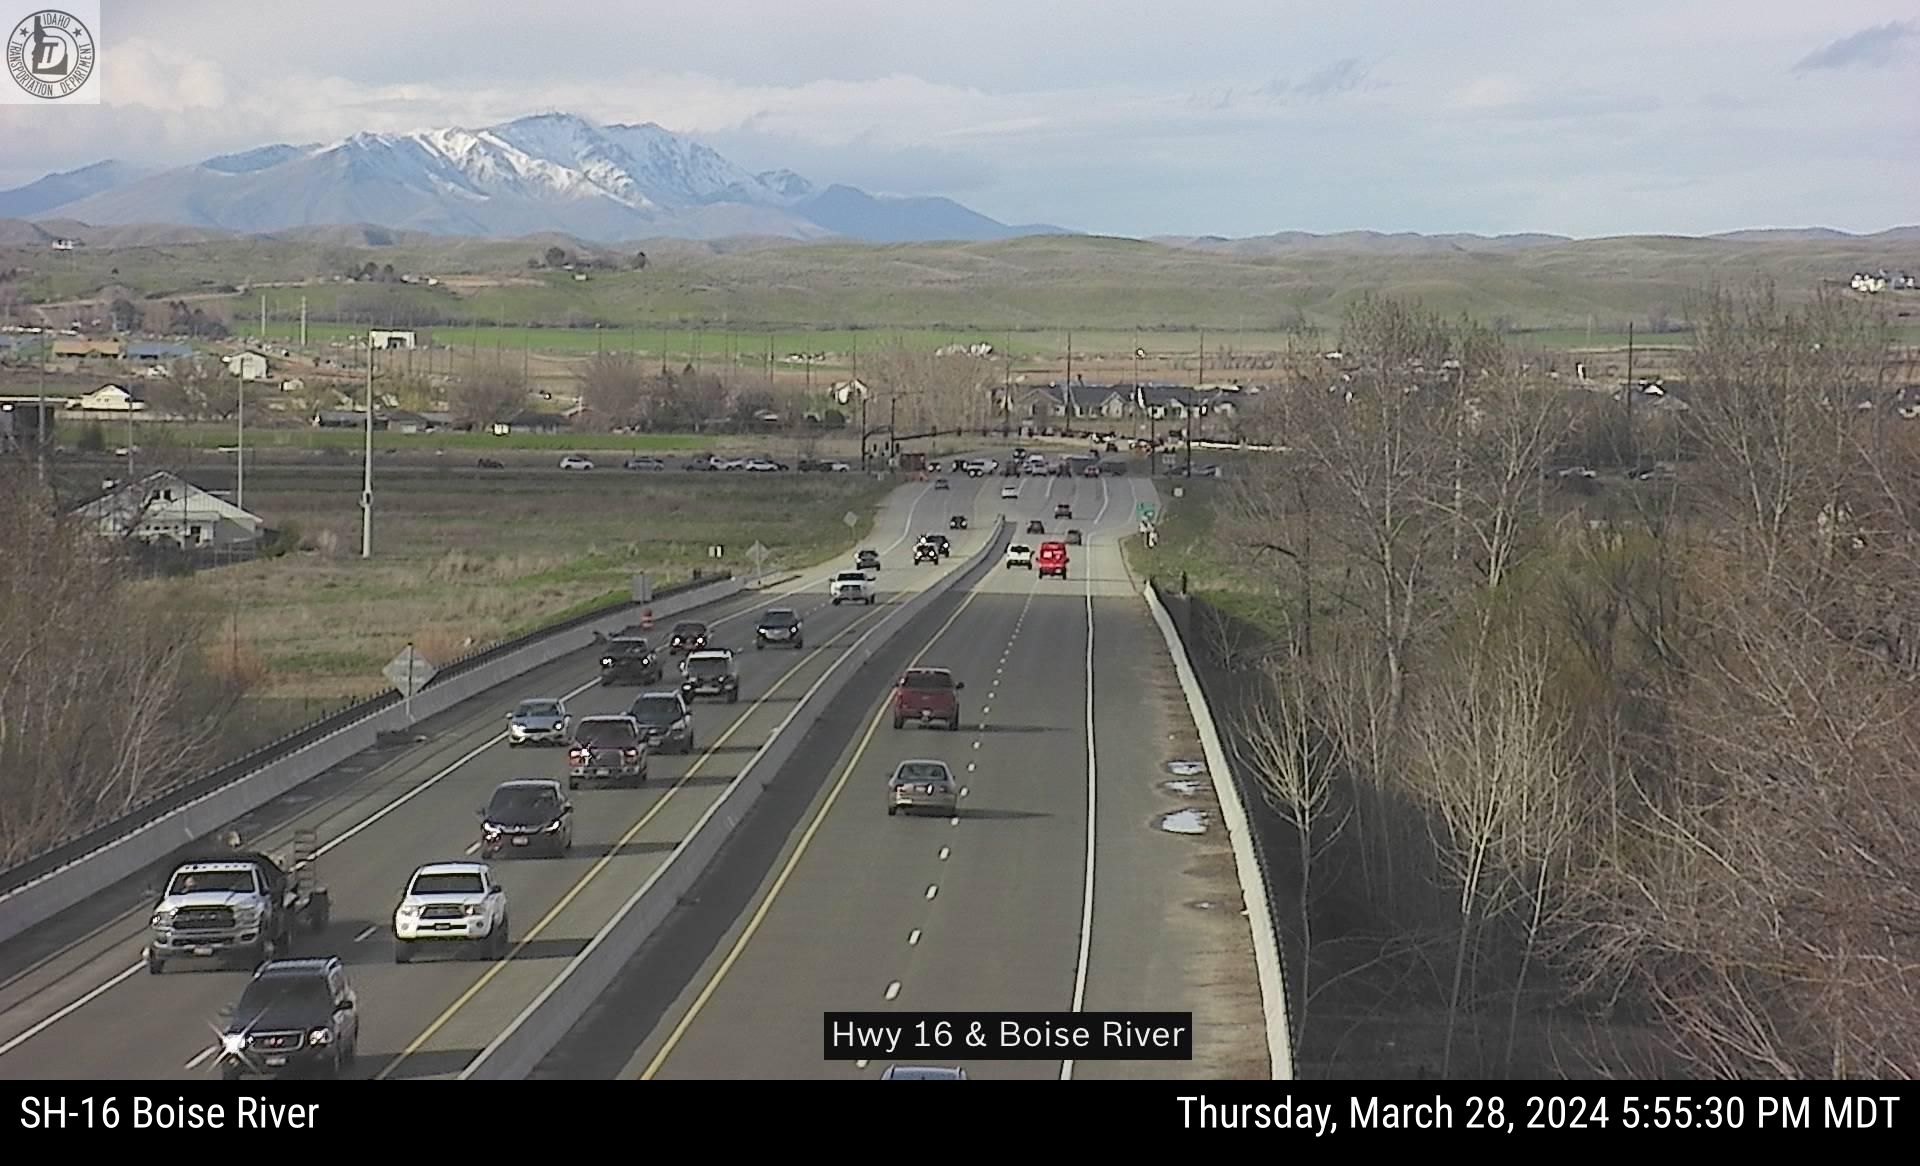 IDAHO
TRANSPORTATION DEPARTMENT
Hwy 16 & Boise River
SH-16 Boise River
Thursday, March 28, 2024 5:55:30 PM MDT